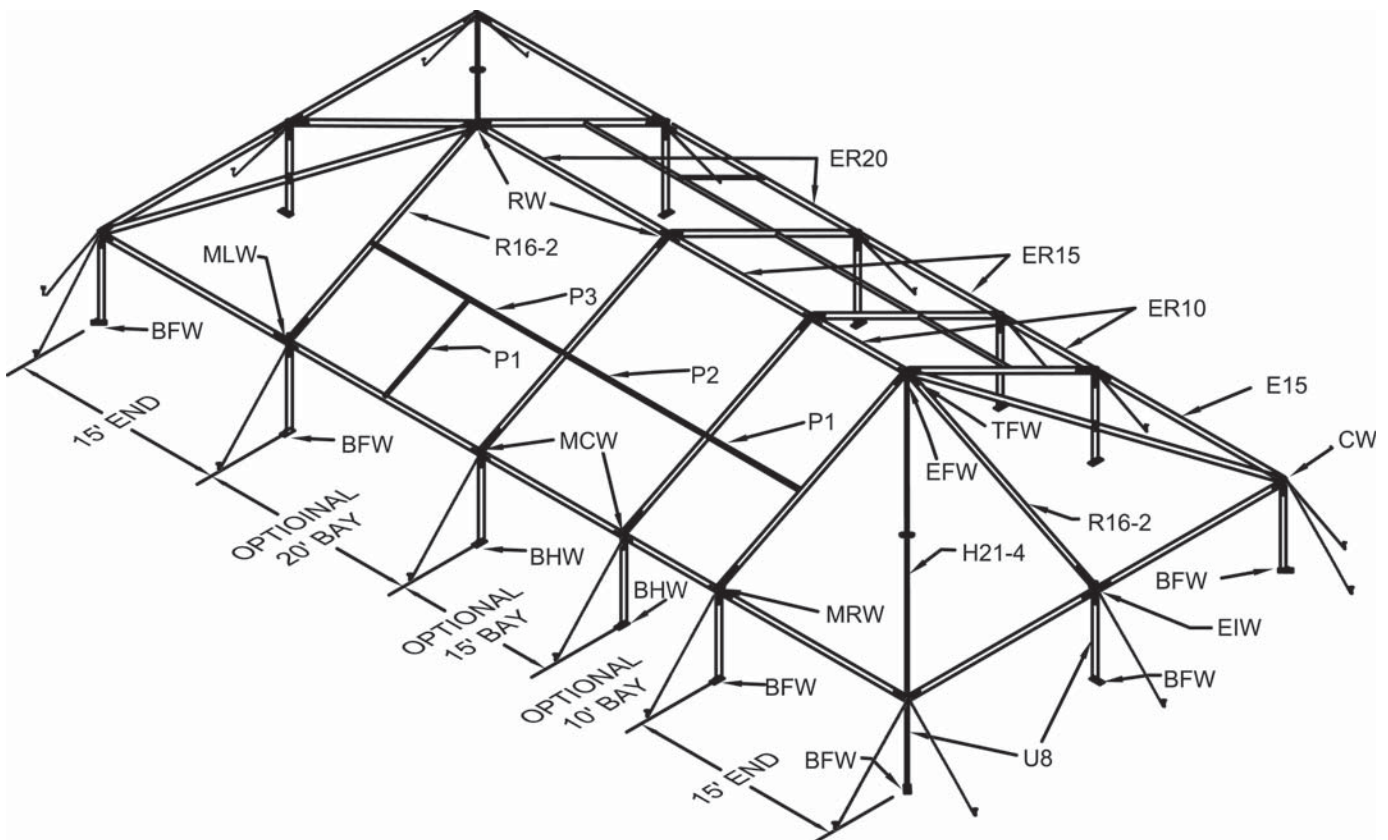 ER20
RW
R16-2
ER15
MLW
P3
ER10
BFW
P1
P2
E15
15' END
BFW
MCW
P1
TFW
CW
EFW
OPTIOINAL
20' BAY
R16-2
BHW
H21-4
BFW
BHW
MRW
EIW
OPTIONAL
15' BAY
BFW
BFW
OPTIONAL
10' BAY
U8
BFW
15' END